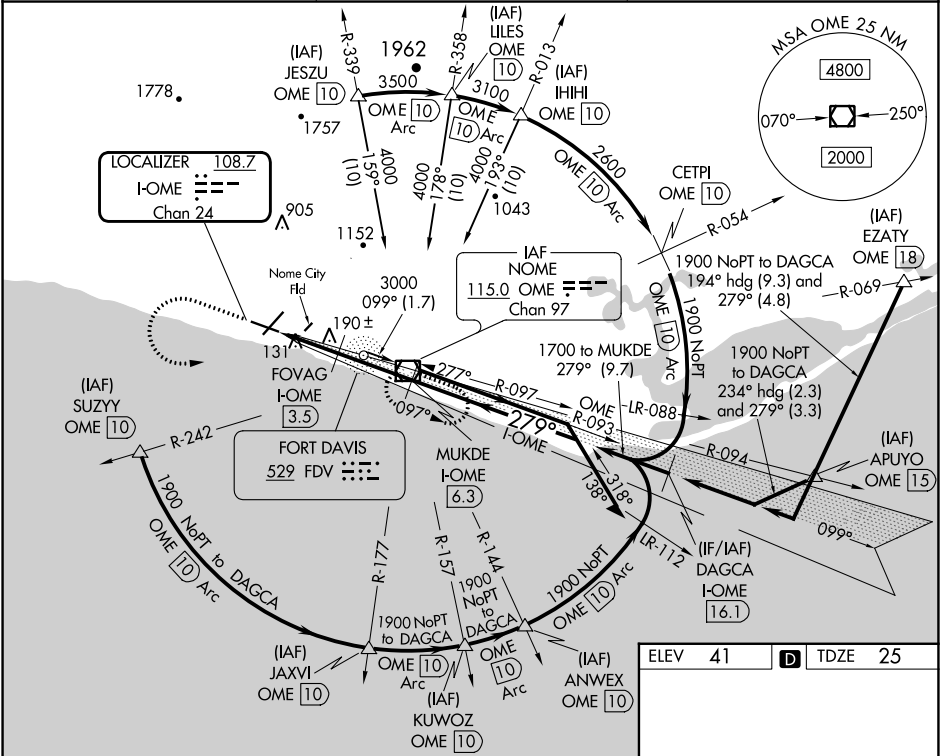 (IAF)
JESZU
OME 10
R-339
1962
R-358
(IAF)
LILES
OME
10
R-013
(IAF)
IHIHI
OME 10
MSA OME 25 NM
4800
070°
250°
2000
1778
1757
3500
OME 10
Arc
3100
OME
10 Arc
2600
OME 10 Arc
4000
159°
(10)
4000
178°
(10)
4000
193°
(10)
1043
CETPI
OME 10
R-054
LOCALIZER 108.7
I-OME
Chan 24
905
1152
IAF
NOME
115.0 OME
Chan 97
(IAF)
EZATY
OME 18
R-069
1900 NoPT to DAGCA
194° hdg (9.3) and
279° (4.8)
Nome City
Fld
3000
099° (1.7)
190±
131
FOVAG
I-OME
3.5
1900 NoPT
OME 10 Arc
1700 to MUKDE
279° (9.7)
1900 NoPT
to DAGCA
234° hdg (2.3)
and 279° (3.3)
277°
R-097
097°
279°
I-OME
OME
R-093
LR-088
R-094
(IAF)
SUZYY
OME 10
R-242
FORT DAVIS
529 FDV
MUKDE
I-OME
6.3
138°
318°
LR-112
(IF/IAF)
DAGCA
I-OME
16.1
(IAF)
APUYO
OME 15
099°
1900 NoPT to DAGCA
OME 10 Arc
R-177
R-157
R-144
1900 NoPT
to DAGCA
OME 10
Arc
1900
NoPT
to DAGCA
OME
10
Arc
1900 NoPT
OME 10 Arc
(IAF)
JAXVI
OME 10
(IAF)
KUWOZ
OME 10
(IAF)
ANWEX
OME 10
ELEV 41 D TDZE 25